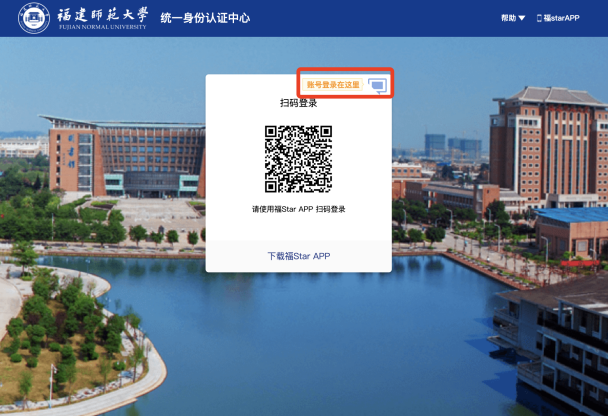 福建师范大学
FUJIAN NORMAL UNIVERSITY
统一身份认证中心
帮助
福starAPP
账号登录在这里
扫码登录
请使用福Star APP 扫码登录
下载福Star APP